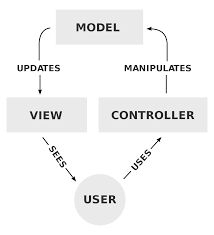 MODEL
UPDATES
MANIPULATES
VIEW
CONTROLLER
SEES
USES
USER